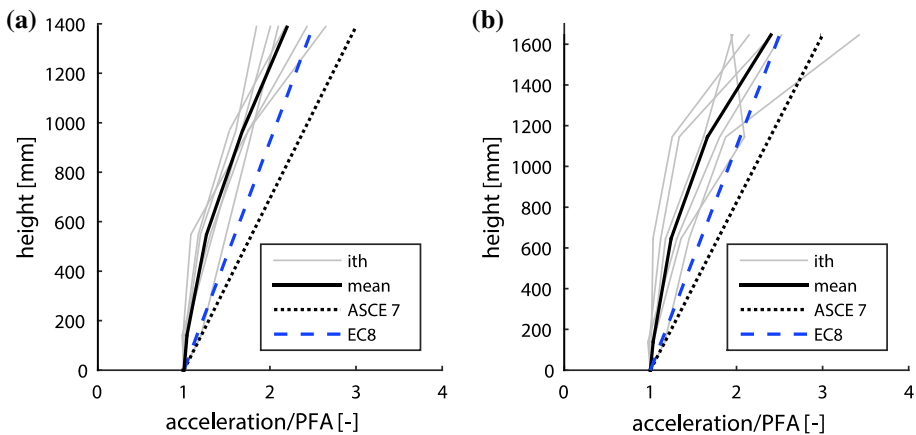 (a)
height [mm]
1400
1200
1000
800
600
400
200
0
0 1 2 3 4
acceleration/PFA [-]
ith
mean
ASCE 7
EC8
(b)
height [mm]
1600
1400
1200
1000
800
600
400
200
0
0 1 2 3 4
acceleration/PFA [-]
ith
mean
ASCE 7
EC8